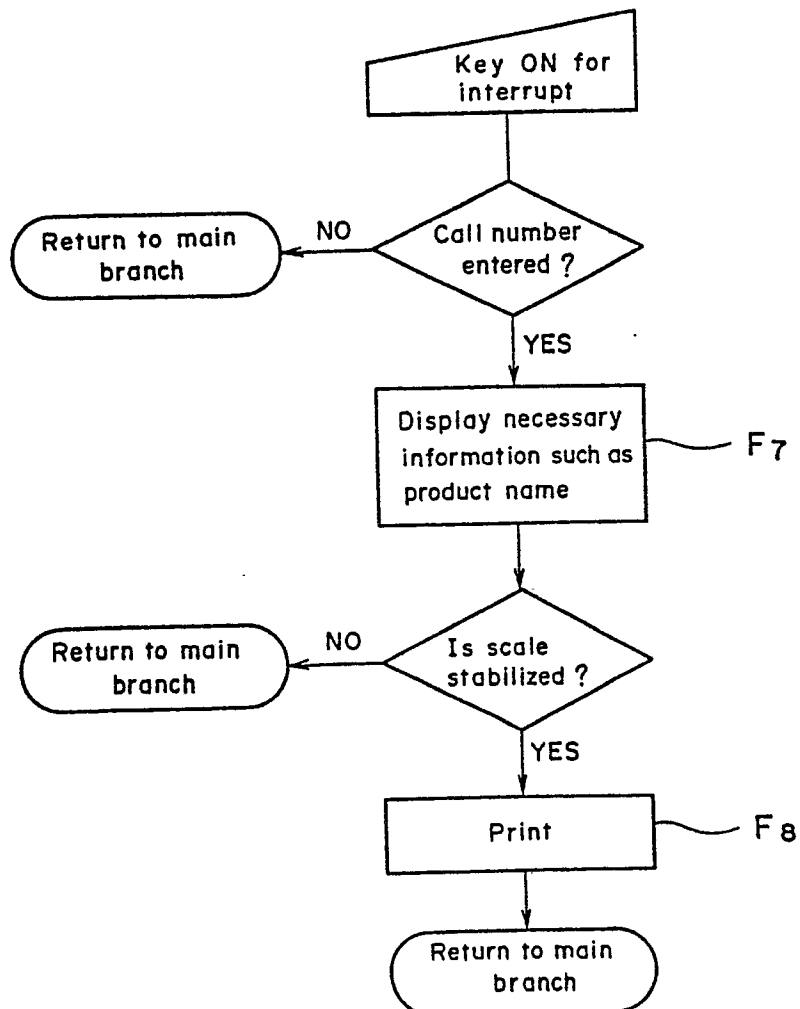 Key ON for
interrupt
Call number
entered ?
NO
Return to main
branch
YES
Display necessary
information such as
product name
F7
Is scale
stabilized ?
NO
Return to main
branch
YES
Print
F8
Return to main
branch